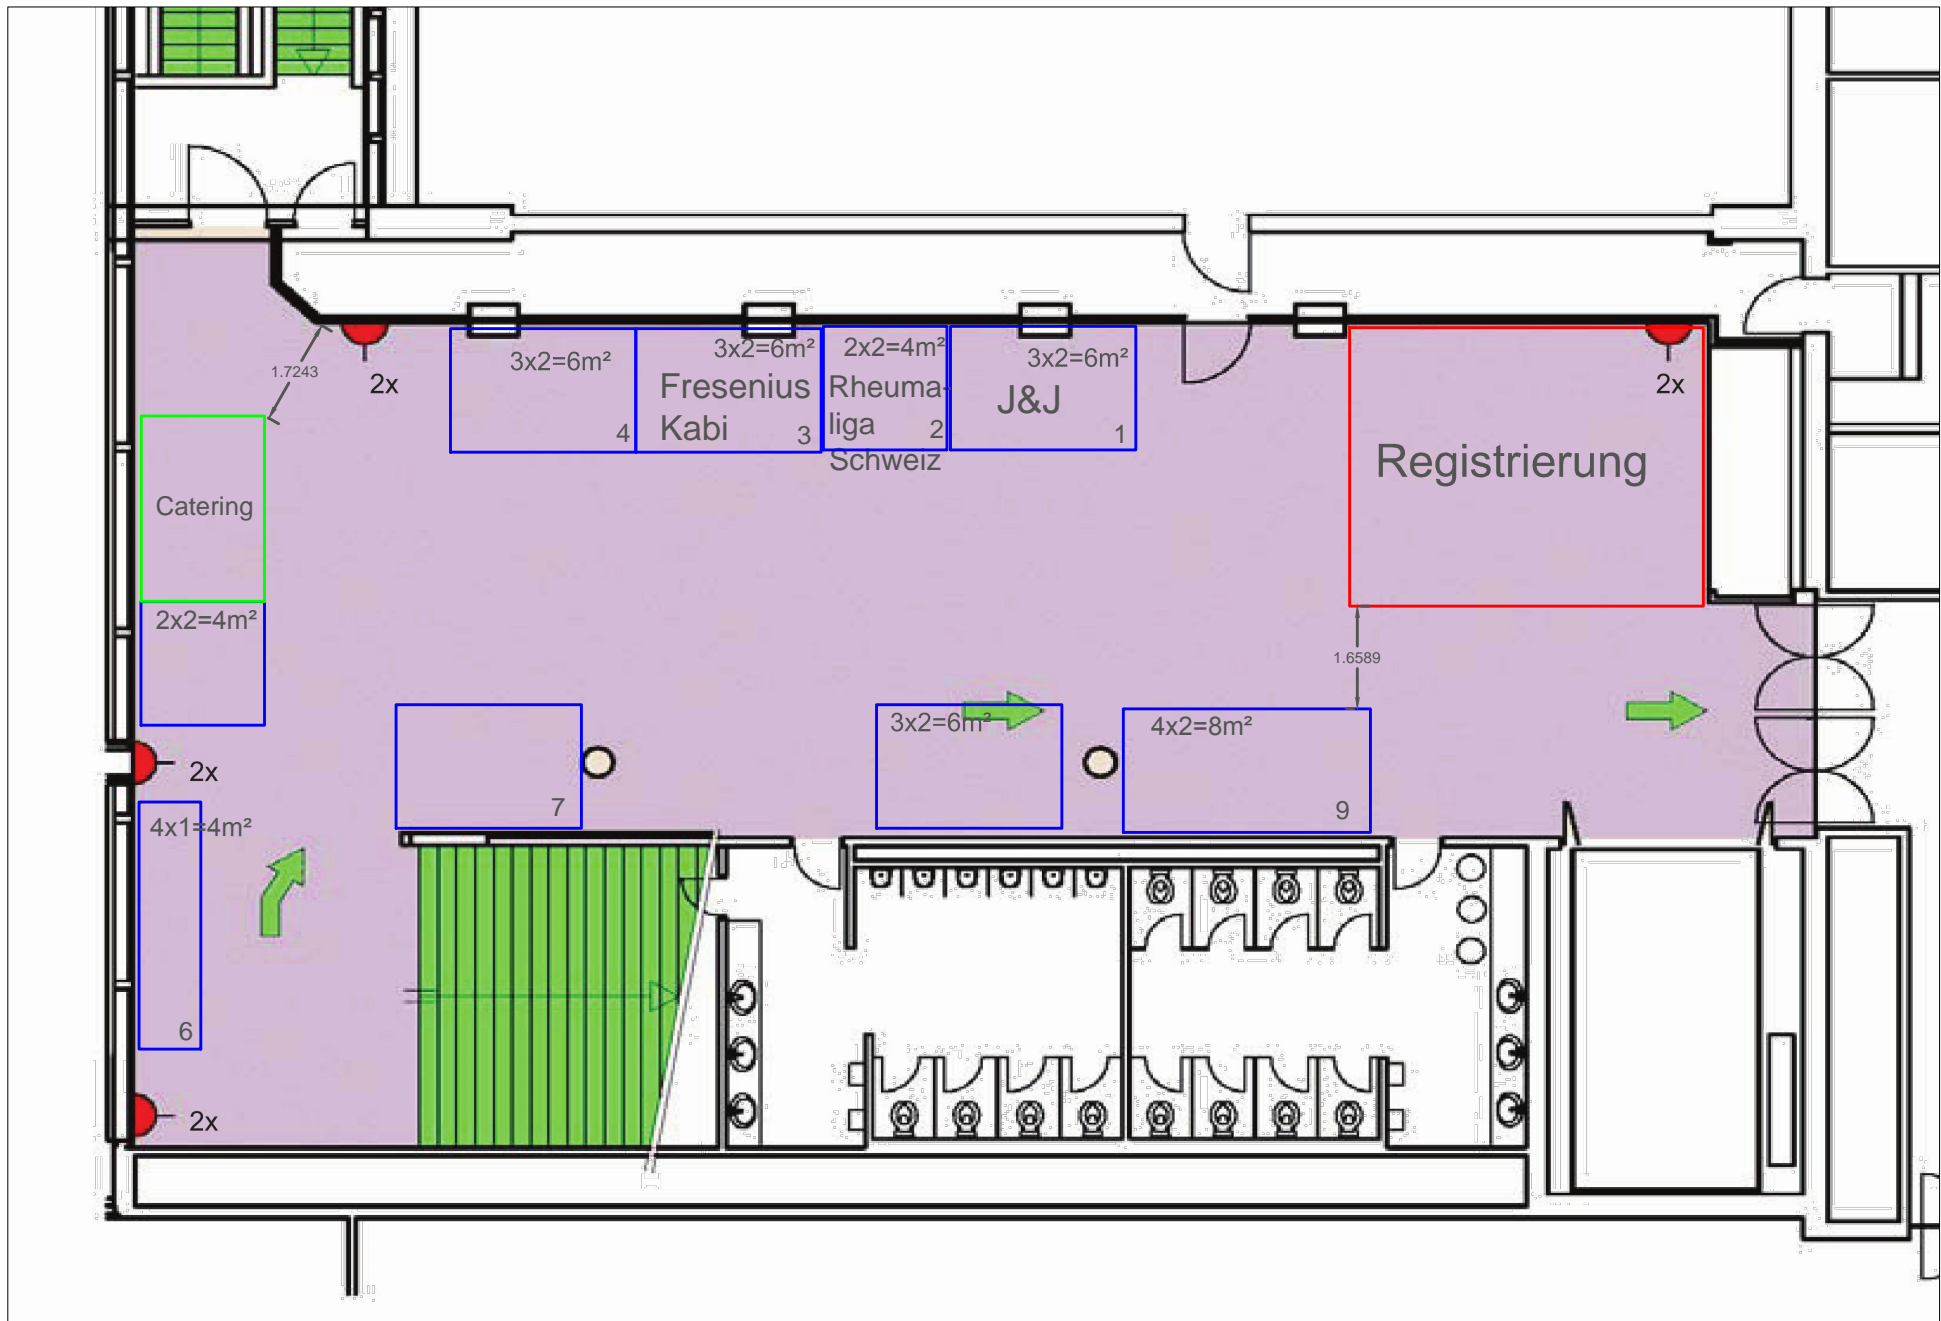 3x2=6m²
4
3x2=6m²
Fresenius
Kabi
3
2x2=4m²
Rheuma-
liga
Schweiz
2
3x2=6m²
J&J
1
1.7243
2x
2x
Registrierung
Catering
2x2=4m²
1.6589
3x2=6m²
4x2=8m²
9
7
2x
4x1=4m²
6
2x